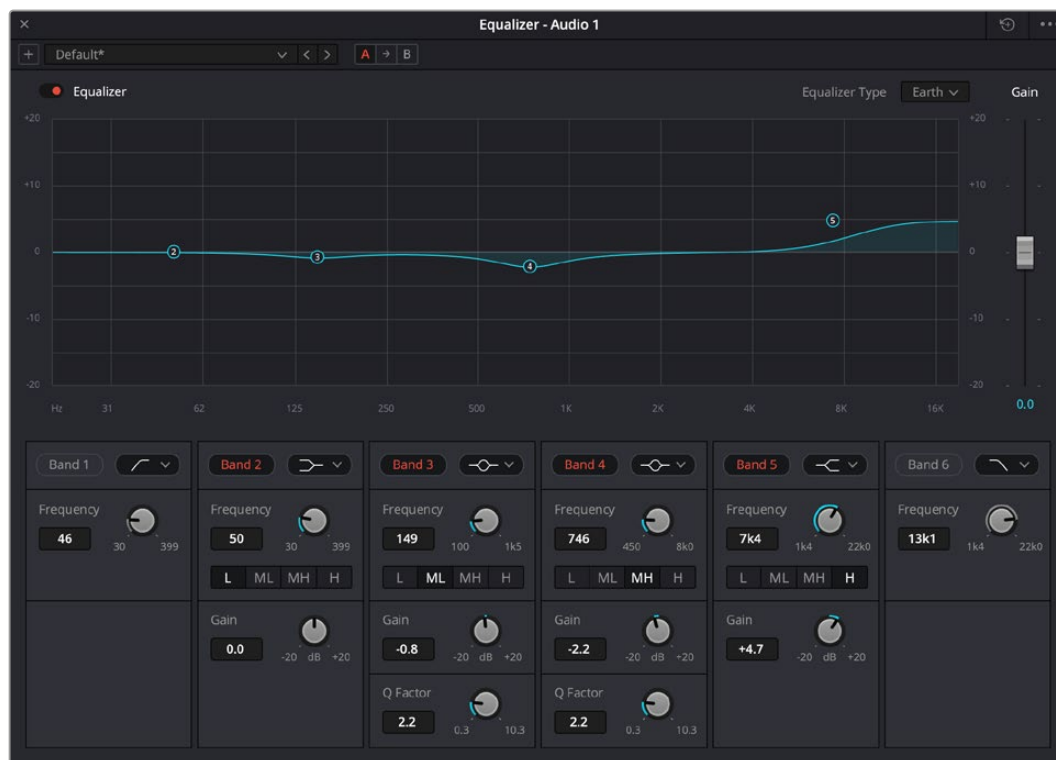 Equalizer - Audio 1
Default*
A B
Equalizer
Equalizer Type Earth Gain
+20 +20 +20
+10 +10 +10
2 3 4 5
0 0 0
-10 -10 -10
-20 -20 -20
Hz 31 62 125 250 500 1K 2K 4K 8K 16K
0.0
Band 1 Band 2 Band 3 Band 4 Band 5 Band 6
Frequency Frequency Frequency Frequency Frequency Frequency
46 50 149 746 7k4 13k1
30 399 30 399 100 1k5 450 8k0 1k4 22k0 1k4 22k0
L ML MH H L ML MH H L ML MH H L ML MH H
Gain Gain Gain Gain
0.0 -0.8 -2.2 +4.7
-20 dB +20 -20 dB +20 -20 dB +20 -20 dB +20
Q Factor Q Factor
2.2 2.2
0.3 10.3 0.3 10.3